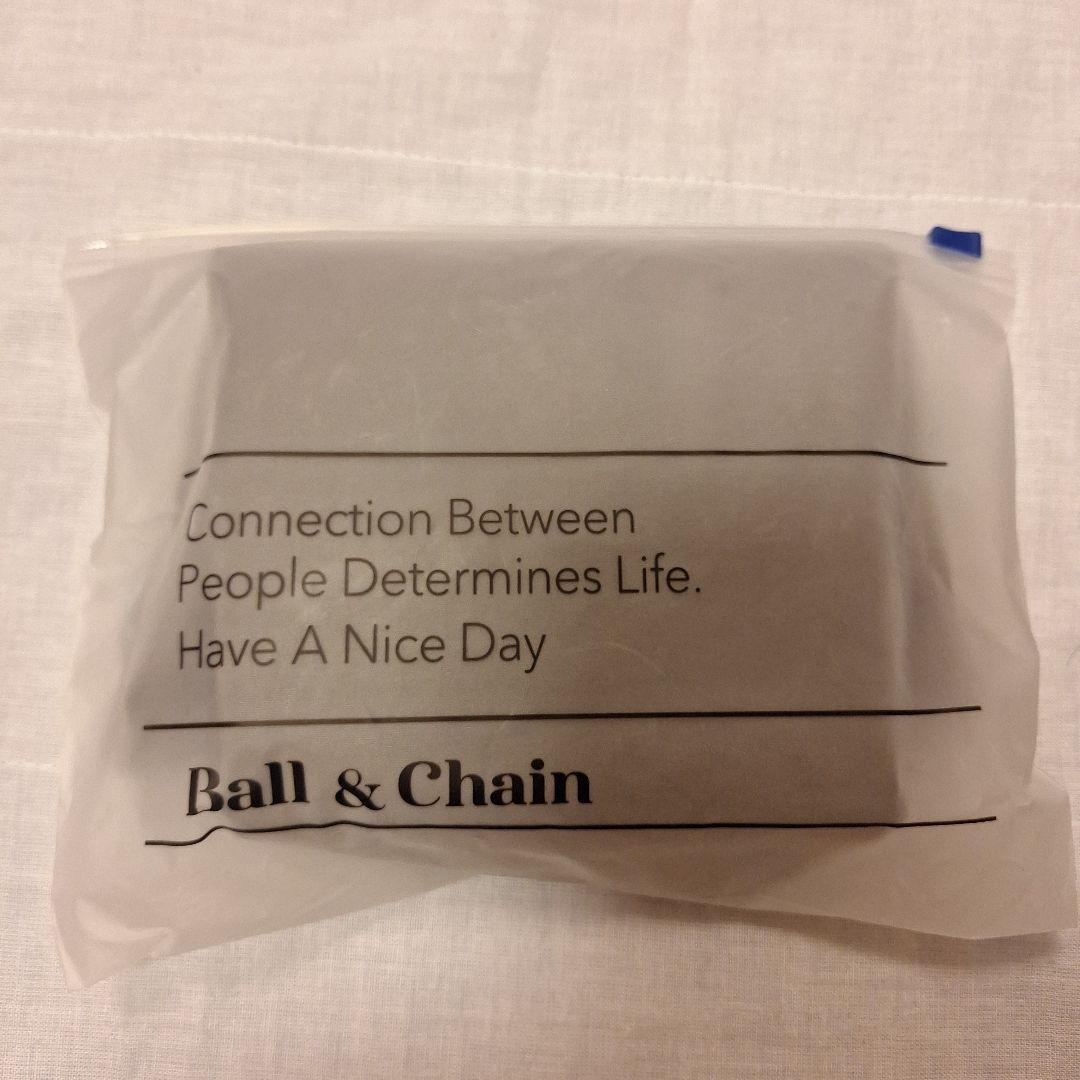 Connection Between
People Determines Life.
Have A Nice Day
Ball & Chain